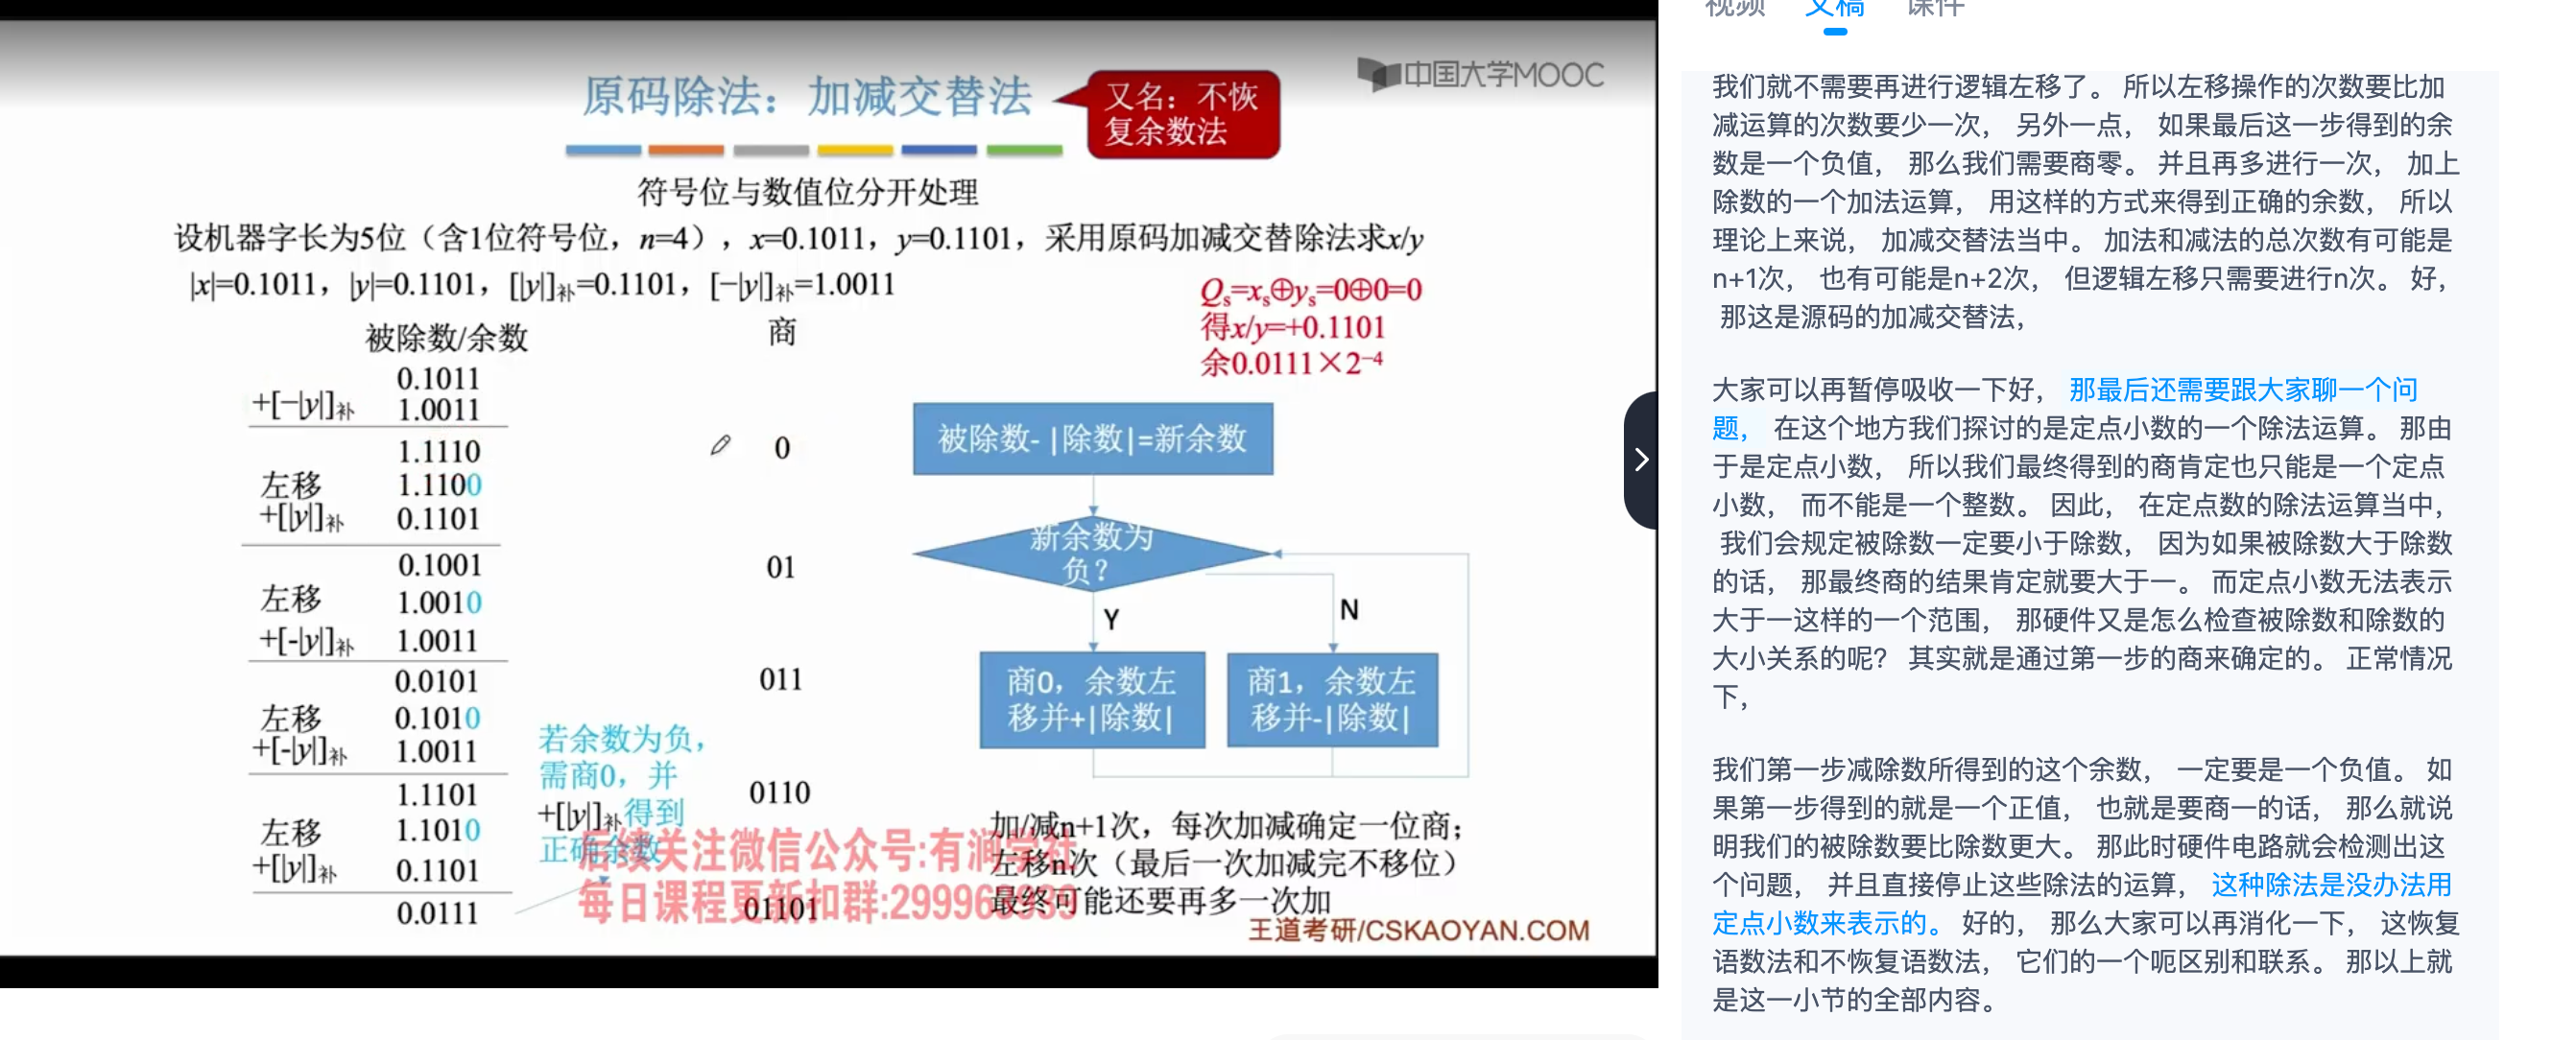 原码除法：加减交替法
又名：不恢
复余数法
中国大学MOOC
符号位与数值位分开处理
设机器字长为5位（含1位符号位，n=4），x=0.1011，y=0.1101，采用原码加减交替除法求x/y
|x|=0.1011，|y|=0.1101，[|y|]补=0.1101，[−|y|]补=1.0011
Qs=xs⊕ys=0⊕0=0
得x/y=+0.1101
余0.0111×2⁻⁴
被除数/余数
商
0.1011
+[−|y|]补 1.0011
1.1110 0
左移 1.1100
+[|y|]补 0.1101
0.1001 01
左移 1.0010
+[-|y|]补 1.0011
0.0101 011
左移 0.1010
+[-|y|]补 1.0011
1.1101 0110
左移 1.1010
+[|y|]补 0.1101
0.0111 01101
若余数为负，
需商0，并
+[|y|]补得到
正确余数
被除数-|除数|=新余数
新余数为
负？
Y
N
商0，余数左
移并+|除数|
商1，余数左
移并-|除数|
加/减n+1次，每次加减确定一位商；
左移n次（最后一次加减完不移位）
最终可能还要再多一次加
后续关注微信公众号:有涧学社
每日课程更新扣群:299968939
王道考研/CSKAOYAN.COM
视频 文稿 课件
我们就不需要再进行逻辑左移了。 所以左移操作的次数要比加
减运算的次数要少一次， 另外一点， 如果最后这一步得到的余
数是一个负值， 那么我们需要商零。 并且再多进行一次， 加上
除数的一个加法运算， 用这样的方式来得到正确的余数， 所以
理论上来说， 加减交替法当中。 加法和减法的总次数有可能是
n+1次， 也有可能是n+2次， 但逻辑左移只需要进行n次。 好，
那这是源码的加减交替法，
大家可以再暂停吸收一下好， 那最后还需要跟大家聊一个问
题， 在这个地方我们探讨的是定点小数的一个除法运算。 那由
于是定点小数， 所以我们最终得到的商肯定也只能是一个定点
小数， 而不能是一个整数。 因此， 在定点数的除法运算当中，
我们会规定被除数一定要小于除数， 因为如果被除数大于除数
的话， 那最终商的结果肯定就要大于一。 而定点小数无法表示
大于一这样的一个范围， 那硬件又是怎么检查被除数和除数的
大小关系的呢？ 其实就是通过第一步的商来确定的。 正常情况
下，
我们第一步减除数所得到的这个余数， 一定要是一个负值。 如
果第一步得到的就是一个正值， 也就是要商一的话， 那么就说
明我们的被除数要比除数更大。 那此时硬件电路就会检测出这
个问题， 并且直接停止这些除法的运算， 这种除法是没办法用
定点小数来表示的。 好的， 那么大家可以再消化一下， 这恢复
语数法和不恢复语数法， 它们的一个呃区别和联系。 那以上就
是这一小节的全部内容。